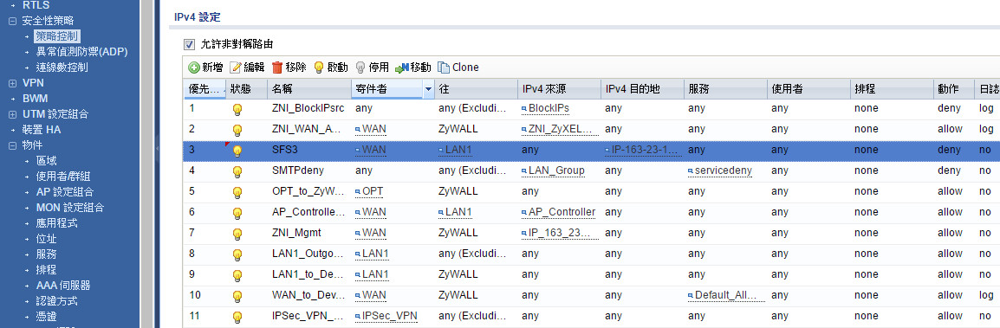 RTLS
安全性策略
策略控制
異常偵測防禦(ADP)
連線數控制
VPN
BWM
UTM 設定組合
裝置 HA
物件
區域
使用者/群組
AP 設定組合
MON 設定組合
應用程式
位址
服務
排程
AAA 伺服器
認證方式
憑證
IPv4 設定
允許非對稱路由
新增 編輯 移除 啟動 停用 移動 Clone
優先... 狀態 名稱 寄件者 往 IPv4 來源 IPv4 目的地 服務 使用者 排程 動作 日誌
1 ZNI_BlockIPsrc any any (Excludi... BlockIPs any any any none deny log
2 ZNI_WAN_A... WAN ZyWALL ZNI_ZyXEL... any any any none allow log
3 SFS3 WAN LAN1 any IP-163-23-1... any any none deny no
4 SMTPdeny any any (Excludi... LAN_Group any servicedeny any none deny no
5 OPT_to_ZyW... OPT ZyWALL any any any any none allow no
6 AP_Controlle... WAN LAN1 AP_Controller any any any none allow no
7 ZNI_Mgmt WAN ZyWALL IP_163_23... any any any none allow no
8 LAN1_Outgo... LAN1 any (Excludi... any any any any none allow no
9 LAN1_to_De... LAN1 ZyWALL any any any any none allow no
10 WAN_to_Dev... WAN ZyWALL any any Default_All... any none allow log
11 IPSec_VPN_... IPSec_VPN any (Excludi... any any any any none allow no